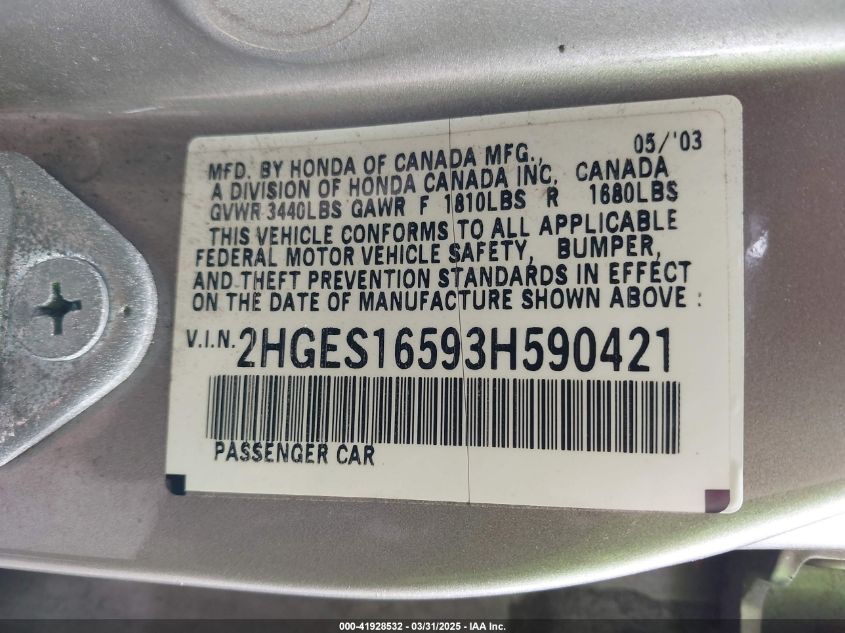 05/'03
MFD. BY HONDA OF CANADA MFG.,
A DIVISION OF HONDA CANADA INC, CANADA
GVWR 3440LBS GAWR F 1810LBS R 1680LBS
THIS VEHICLE CONFORMS TO ALL APPLICABLE
FEDERAL MOTOR VEHICLE SAFETY, BUMPER,
AND THEFT PREVENTION STANDARDS IN EFFECT
ON THE DATE OF MANUFACTURE SHOWN ABOVE :
V.I.N. 2HGES16593H590421
PASSENGER CAR
000-41928532 / 03/31/2025 - IAA Inc.